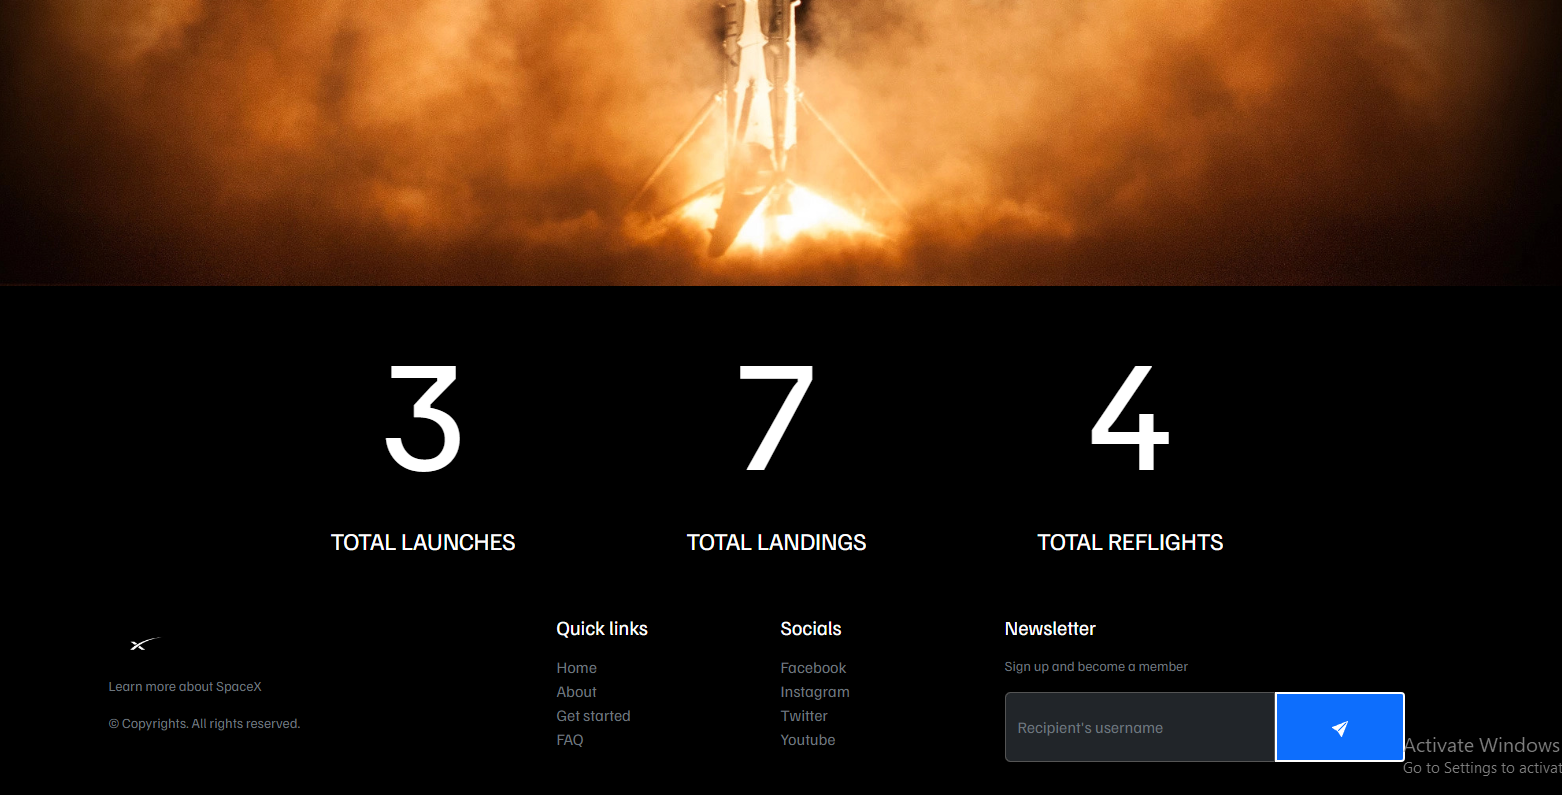 3 7 4
TOTAL LAUNCHES TOTAL LANDINGS TOTAL REFLIGHTS
Learn more about SpaceX
© Copyrights. All rights reserved.
Quick links
Home
About
Get started
FAQ
Socials
Facebook
Instagram
Twitter
Youtube
Newsletter
Sign up and become a member
Recipient's username
Activate Windows
Go to Settings to activat